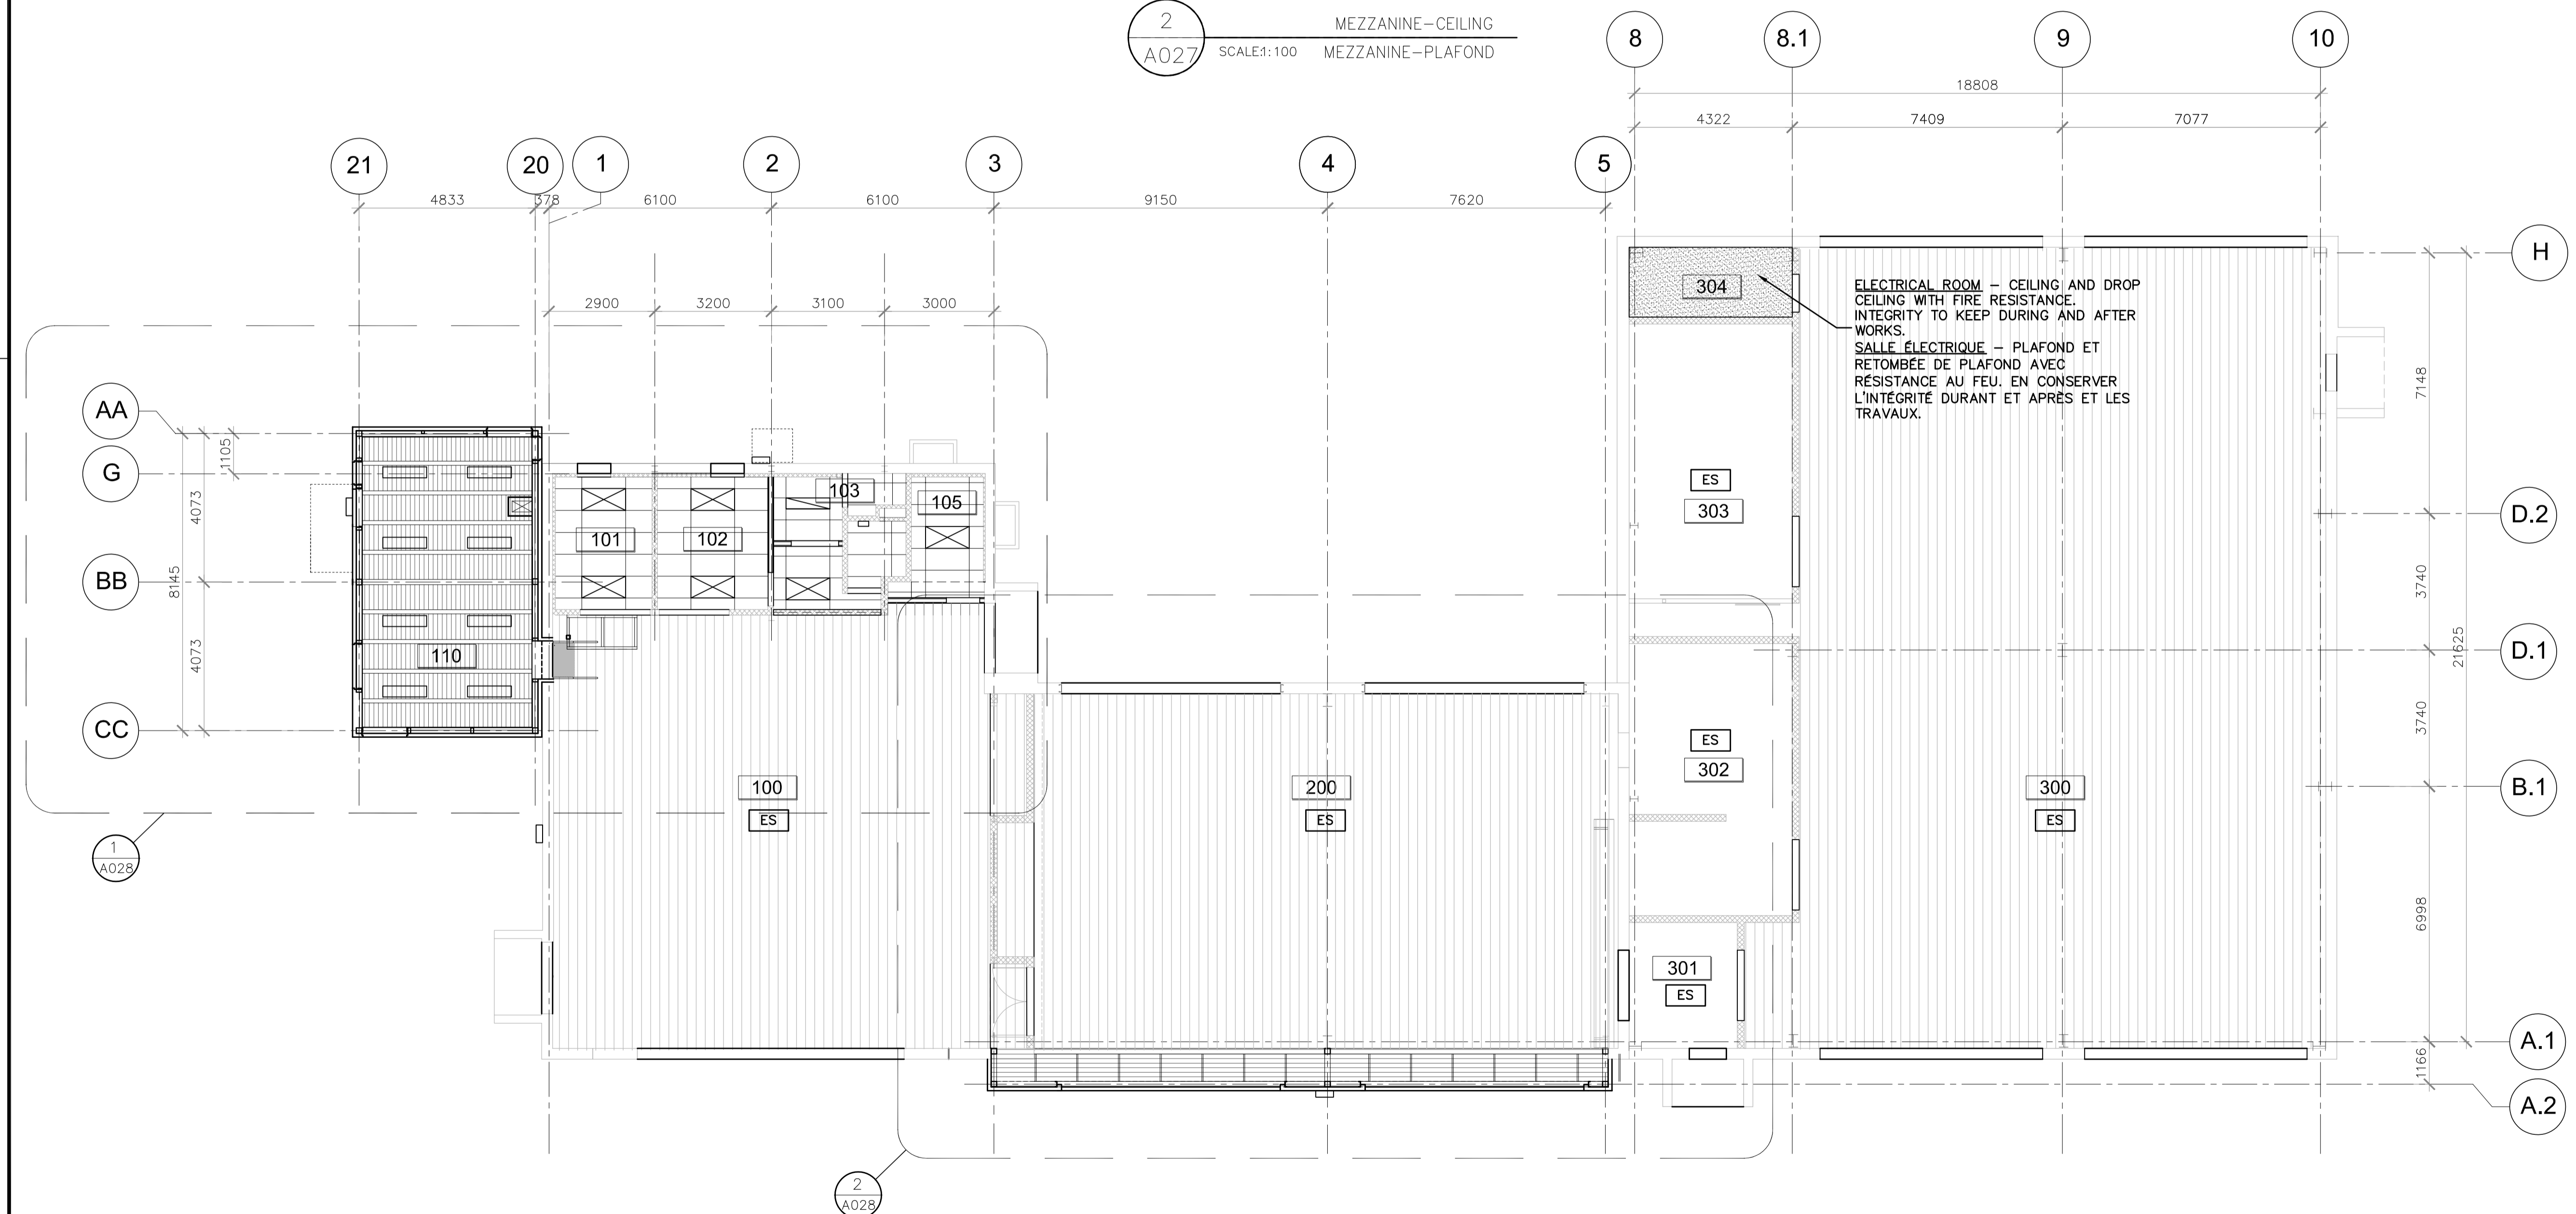 2
A027
MEZZANINE-CEILING
SCALE:1:100 MEZZANINE-PLAFOND
8
8.1
9
10
18808
4322
7409
7077
21
20
1
2
3
4
5
4833
378
6100
6100
9150
7620
2900
3200
3100
3000
H
304
ELECTRICAL ROOM – CEILING AND DROP
CEILING WITH FIRE RESISTANCE.
INTEGRITY TO KEEP DURING AND AFTER
WORKS.
SALLE ÉLECTRIQUE – PLAFOND ET
RETOMBÉE DE PLAFOND AVEC
RÉSISTANCE AU FEU. EN CONSERVER
L'INTÉGRITÉ DURANT ET APRÈS ET LES
TRAVAUX.
7148
AA
1105
G
4073
BB
8145
4073
CC
101
102
103
105
110
ES
303
D.2
3740
D.1
21625
3740
ES
302
100
ES
200
ES
300
ES
B.1
1
A028
6998
301
ES
A.1
1166
A.2
2
A028